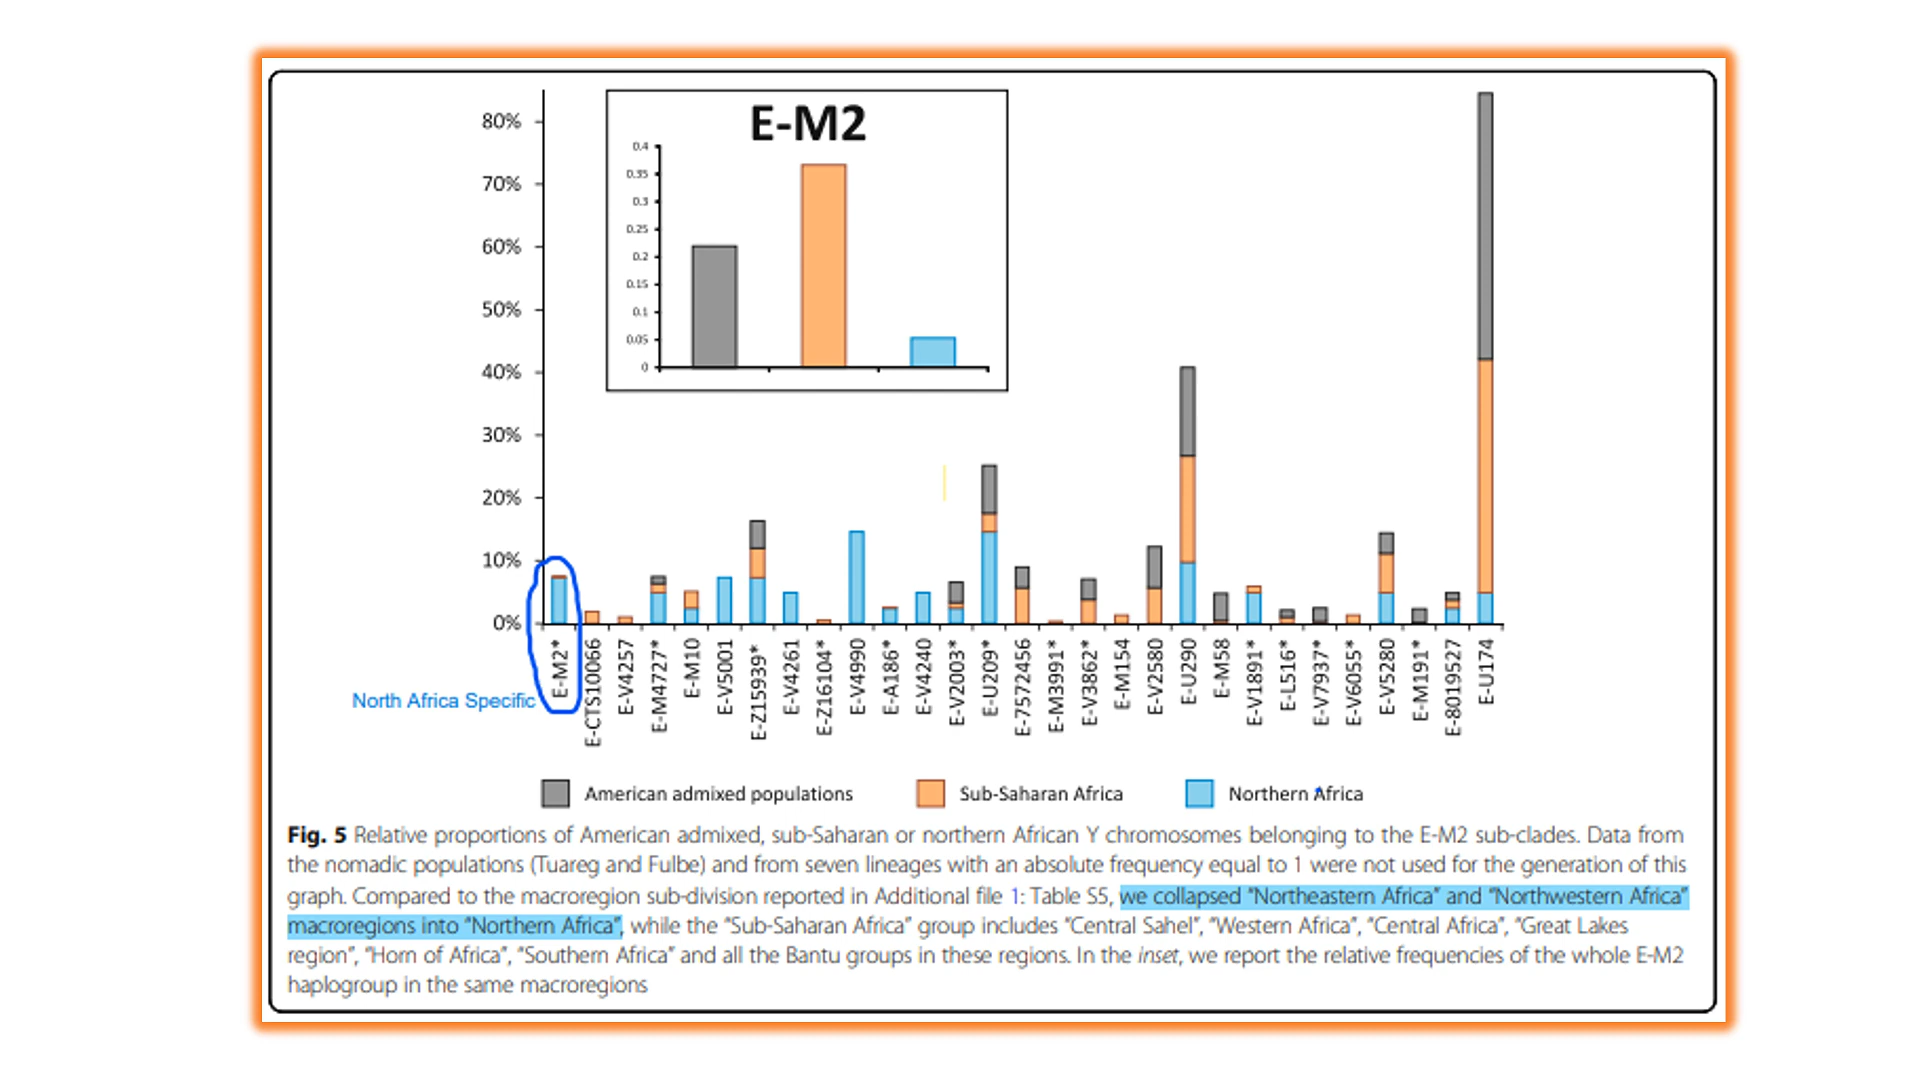 E-M2
0.4
0.35
0.3
0.25
0.2
0.15
0.1
0.05
0
80%
70%
60%
50%
40%
30%
20%
10%
0%
E-M2*
E-CTS10066
E-V4257
E-M4727*
E-M10
E-V5001
E-Z15939*
E-V4261
E-Z16104*
E-V4990
E-A186*
E-V4240
E-V2003*
E-U209*
E-7572456
E-M3991*
E-V3862*
E-M154
E-V2580
E-U290
E-M58
E-V1891*
E-L516*
E-V7937*
E-V6055*
E-V5280
E-M191*
E-8019527
E-U174
North Africa Specific
American admixed populations
Sub-Saharan Africa
Northern Africa
Fig. 5 Relative proportions of American admixed, sub-Saharan or northern African Y chromosomes belonging to the E-M2 sub-clades. Data from
the nomadic populations (Tuareg and Fulbe) and from seven lineages with an absolute frequency equal to 1 were not used for the generation of this
graph. Compared to the macroregion sub-division reported in Additional file 1: Table S5, we collapsed "Northeastern Africa" and "Northwestern Africa"
macroregions into "Northern Africa", while the "Sub-Saharan Africa" group includes "Central Sahel", "Western Africa", "Central Africa", "Great Lakes
region", "Horn of Africa", "Southern Africa" and all the Bantu groups in these regions. In the inset, we report the relative frequencies of the whole E-M2
haplogroup in the same macroregions